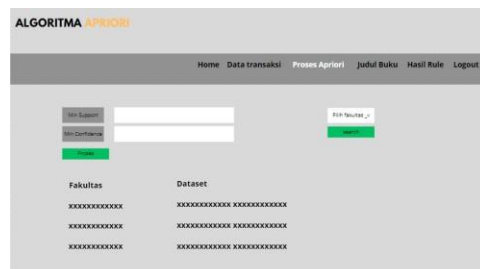 ALGORITMA APRIORI
Home Data transaksi Proses Apriori Judul Buku Hasil Rule Logout
Min Support
Pilih fakultas
Min Confidence
search
Proses
Fakultas Dataset
xxxxxxxxxxxx xxxxxxxxxxxx xxxxxxxxxxxx
xxxxxxxxxxxx xxxxxxxxxxxx xxxxxxxxxxxx
xxxxxxxxxxxx xxxxxxxxxxxx xxxxxxxxxxxx